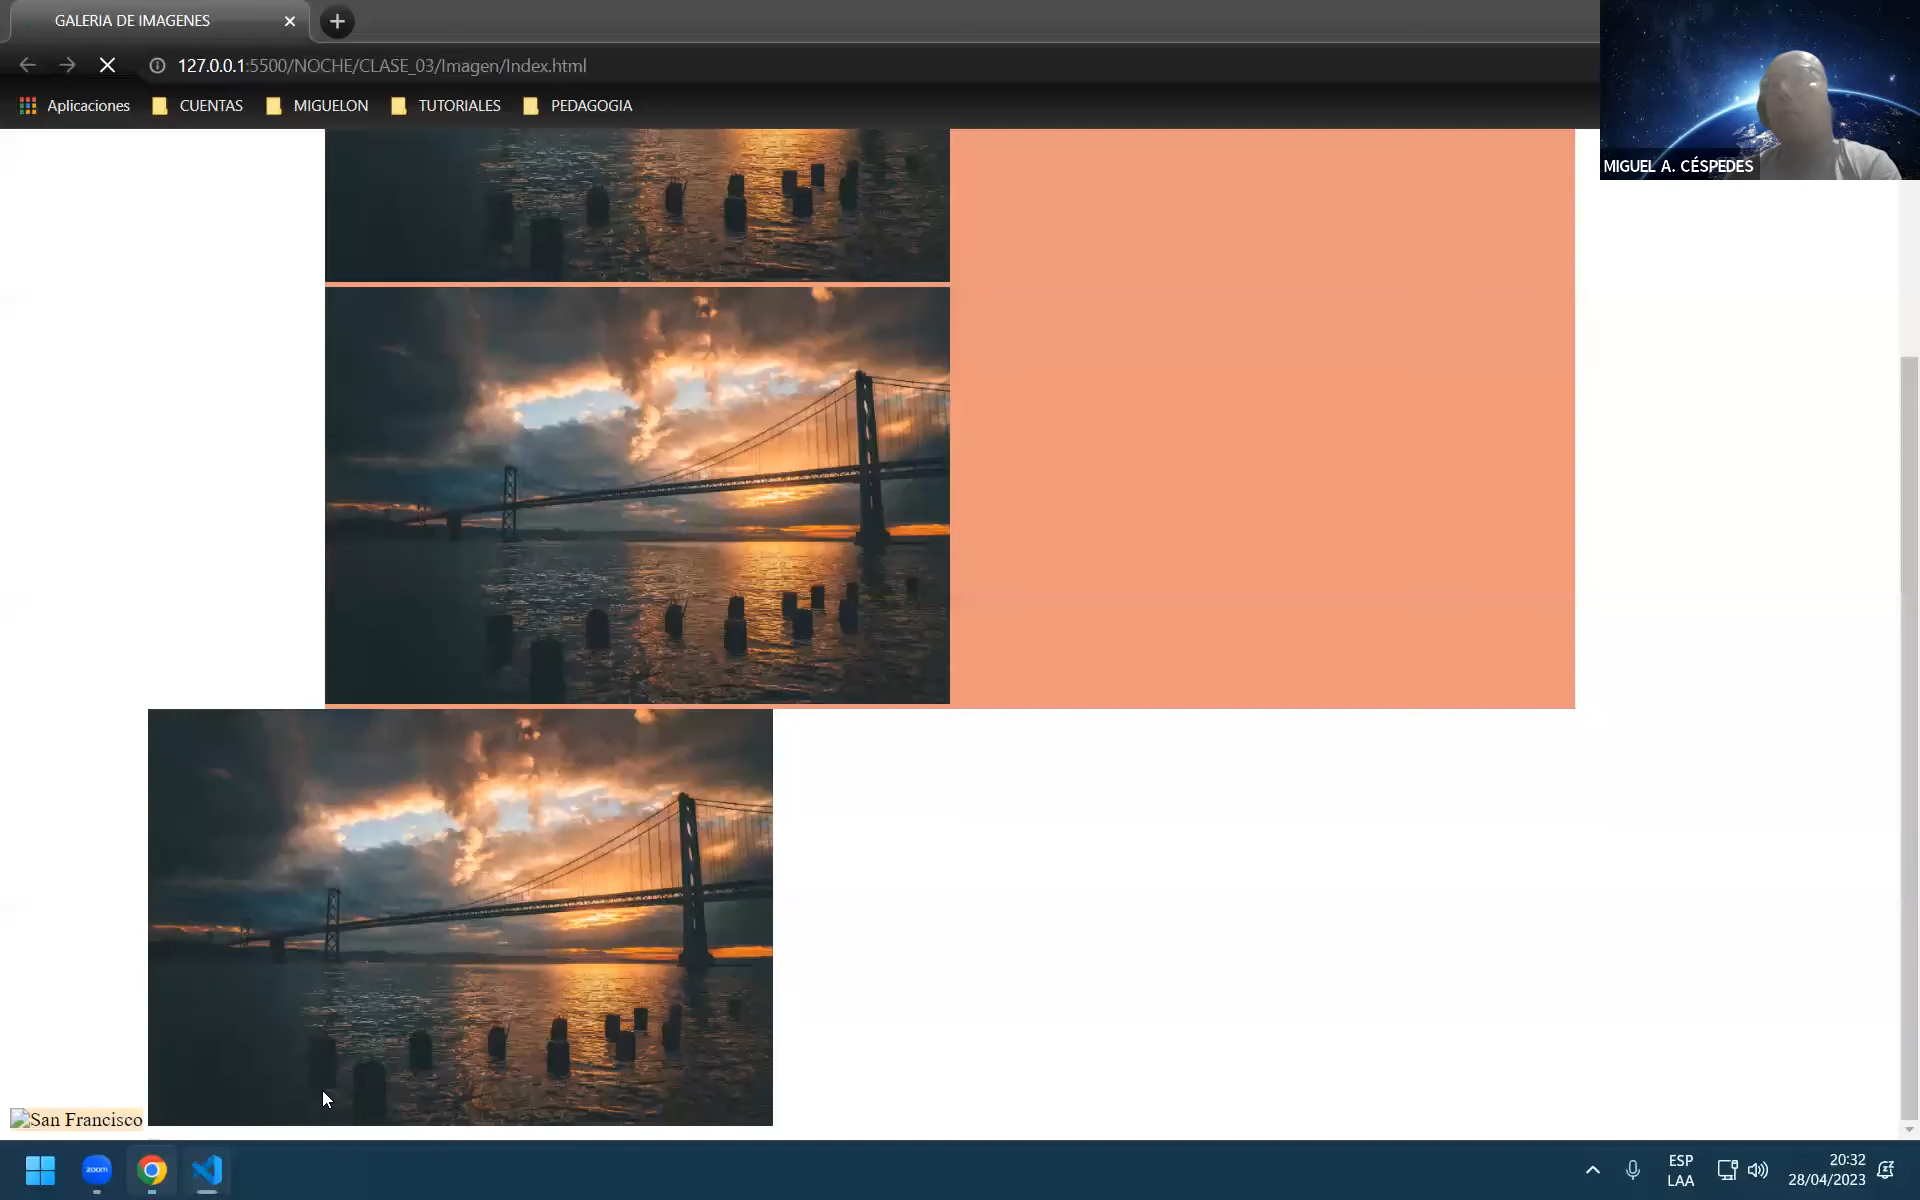 GALERIA DE IMAGENES
127.0.0.1:5500/NOCHE/CLASE_03/Imagen/Index.html
Aplicaciones CUENTAS MIGUELON TUTORIALES PEDAGOGIA
MIGUEL A. CÉSPEDES
San Francisco
zoom
ESP
LAA
20:32
28/04/2023